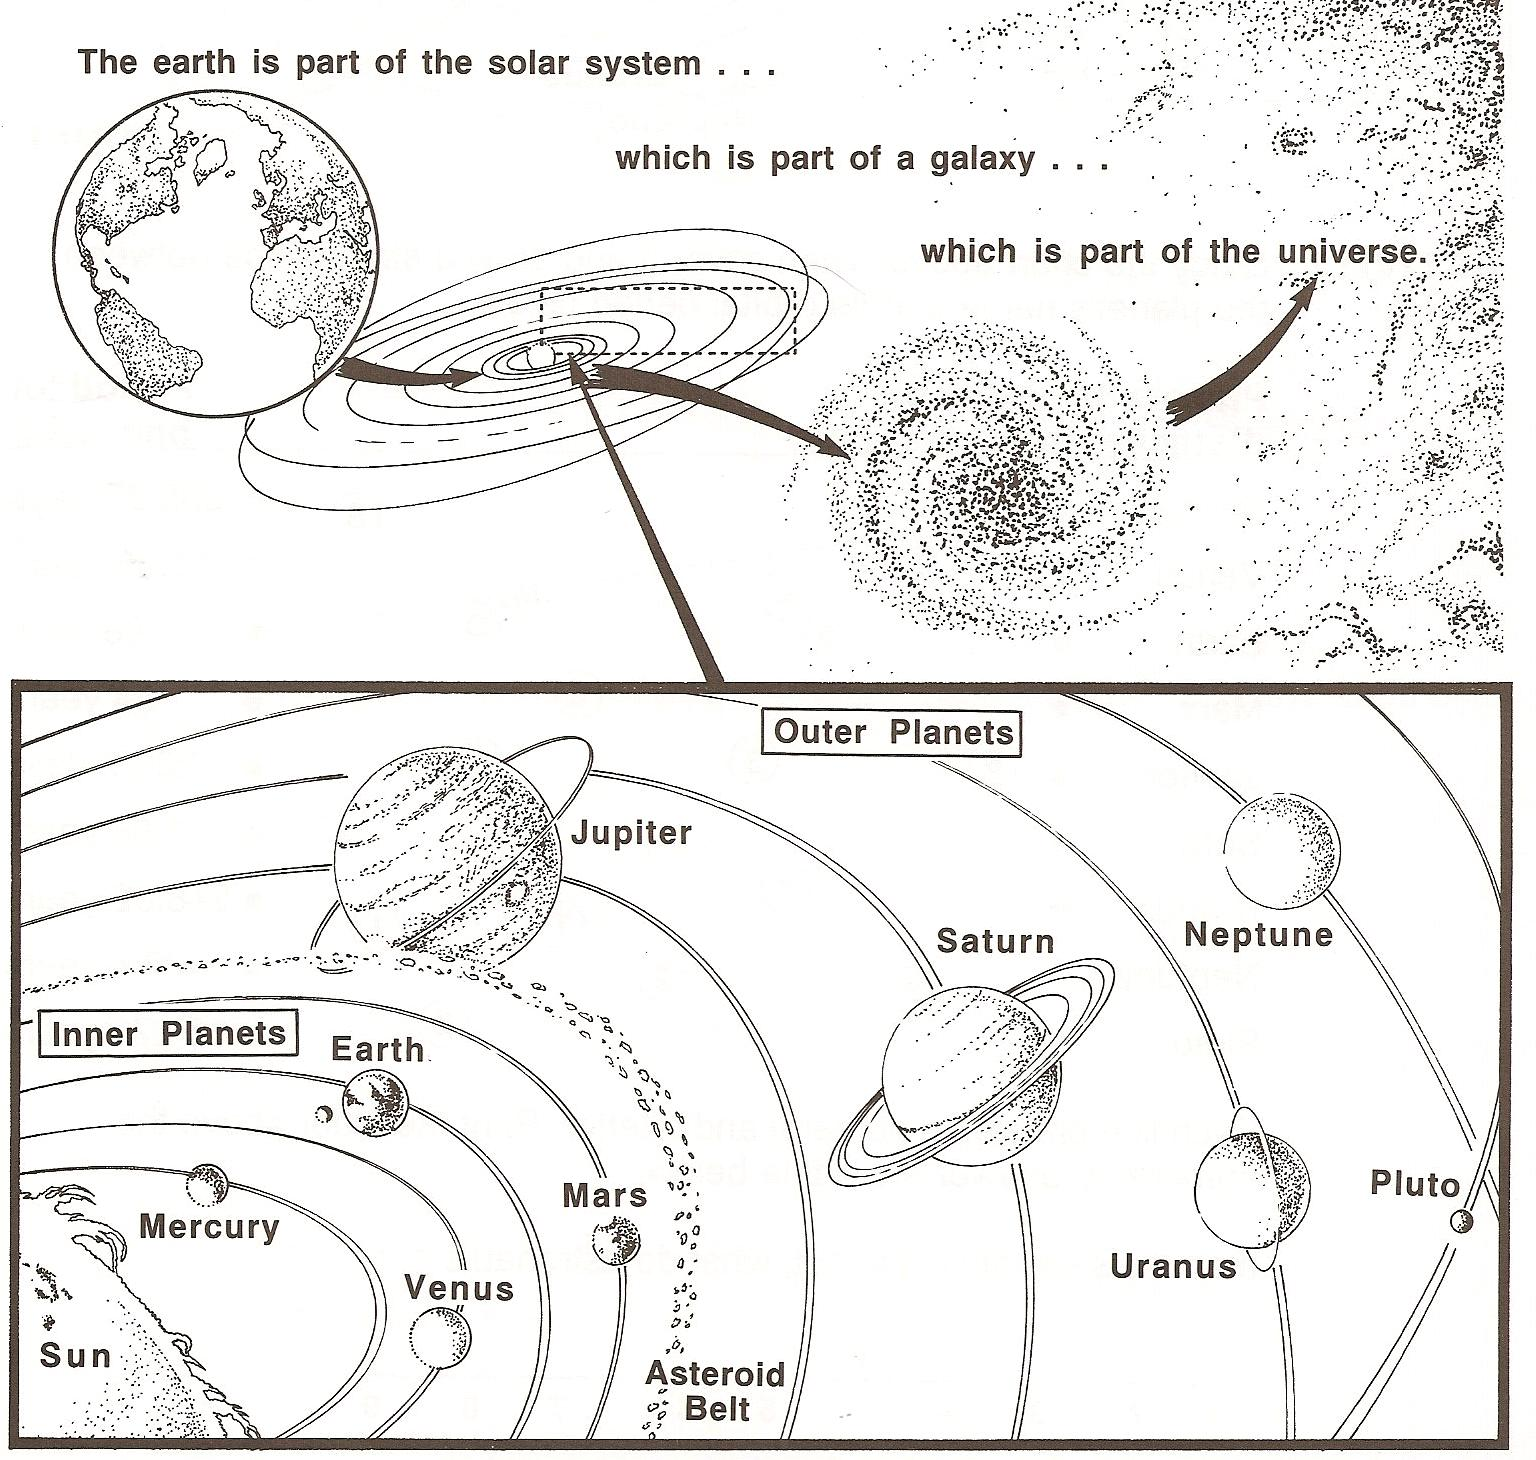 The earth is part of the solar system . . .
which is part of a galaxy . . .
which is part of the universe.
Outer Planets
Jupiter
Saturn
Neptune
Inner Planets
Earth
Mercury
Mars
Pluto
Venus
Uranus
Sun
Asteroid
Belt